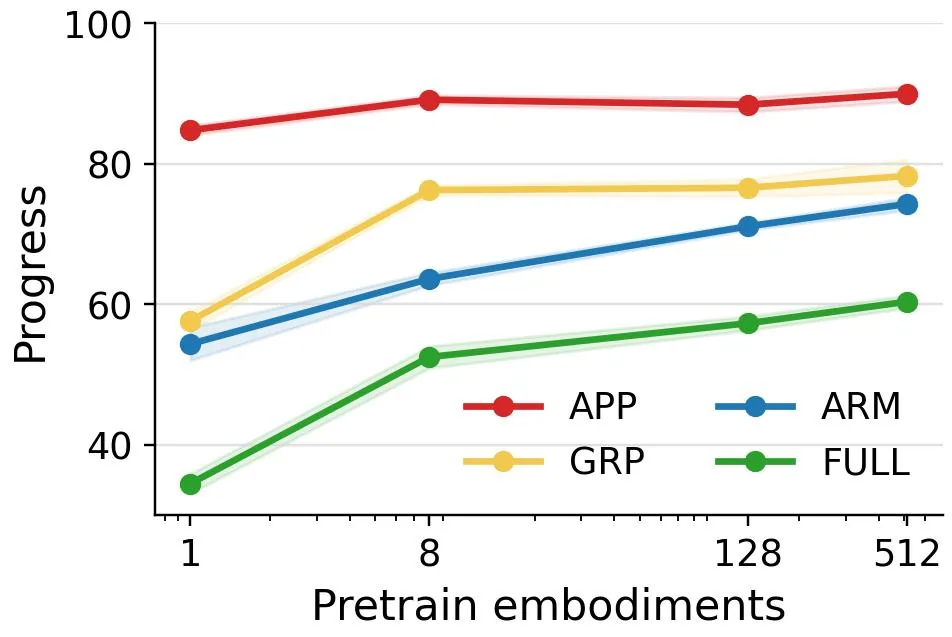 100
80
60
40
Progress
APP
ARM
GRP
FULL
1
8
128
512
Pretrain embodiments